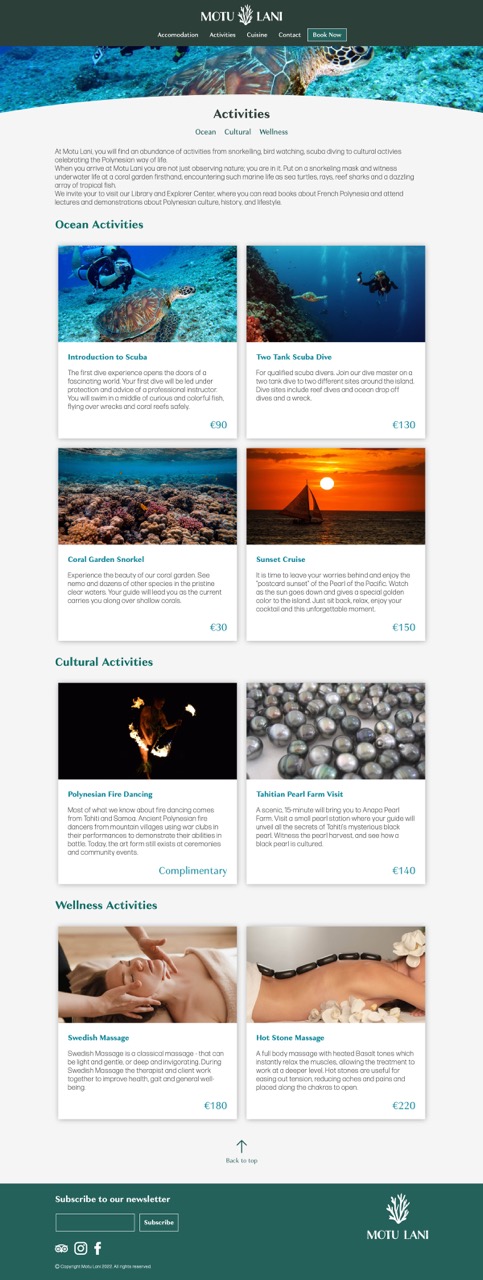 MOTU LANI
Accomodation Activities Cuisine Contact Book Now
Activities
Ocean Cultural Wellness
At Motu Lani, you will find an abundance of activities from snorkelling, bird watching, scuba diving to cultural activies
celebrating the Polynesian way of life.
When you arrive at Motu Lani you are not just observing nature; you are in it. Put on a snorkeling mask and witness
underwater life at a coral garden firsthand, encountering such marine life as sea turtles, rays, reef sharks and a dazzling
array of tropical fish.
We invite your to visit our Library and Explorer Center, where you can read books about French Polynesia and attend
lectures and demonstrations about Polynesian culture, history, and lifestyle.
Ocean Activities
Introduction to Scuba
The first dive experience opens the doors of a
fascinating world. Your first dive will be led under
protection and advice of a professional instructor.
You will swim in a middle of curious and colorful fish,
flying over wrecks and coral reefs safely.
€90
Two Tank Scuba Dive
For qualified scuba divers. Join our dive master on a
two tank dive to two different sites around the island.
Dive sites include reef dives and ocean drop off
dives and a wreck.
€130
Coral Garden Snorkel
Experience the beauty of our coral garden. See
nemo and dozens of other species in the pristine
clear waters. Your guide will lead you as the current
carries you along over shallow corals.
€30
Sunset Cruise
It is time to leave your worries behind and enjoy the
"postcard sunset" of the Pearl of the Pacific. Watch
as the sun goes down and gives a special golden
color to the island. Just sit back, relax, enjoy your
cocktail and this unforgettable moment.
€150
Cultural Activities
Polynesian Fire Dancing
Most of what we know about fire dancing comes
from Tahiti and Samoa. Ancient Polynesian fire
dancers from mountain villages using war clubs in
their performances to demonstrate their abilities in
battle. Today, the art form still exists at ceremonies
and community events.
Complimentary
Tahitian Pearl Farm Visit
A scenic, 15-minute will bring you to Anapa Pearl
Farm. Visit a small pearl station where your guide will
unveil all the secrets of Tahiti's mysterious black
pearl. Witness the pearl harvest, and see how a
black pearl is cultured.
€140
Wellness Activities
Swedish Massage
Swedish Massage is a classical massage - that can
be light and gentle, or deep and invigorating. During
Swedish Massage the therapist and client work
together to improve health, gait and general well-
being.
€180
Hot Stone Massage
A full body massage with heated Basalt tones which
instantly relax the muscles, allowing the treatment to
work at a deeper level. Hot stones are useful for
easing out tension, reducing aches and pains and
placed along the chakras to open.
€220
Back to top
Subscribe to our newsletter
Subscribe
MOTU LANI
© Copyright Motu Lani 2022. All rights reserved.